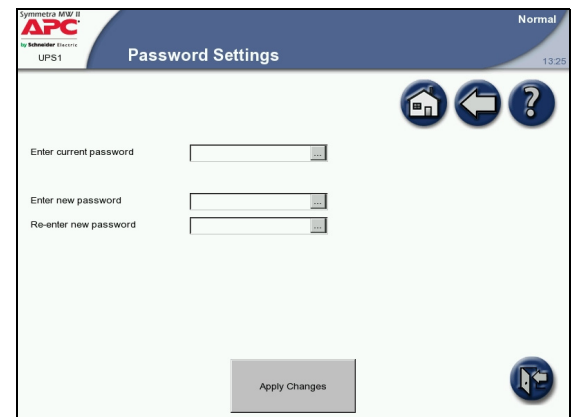 Symmetra MW II
APC
by Schneider Electric
UPS1
Password Settings
Normal
13:25
?
Enter current password
...
Enter new password
...
Re-enter new password
...
Apply Changes